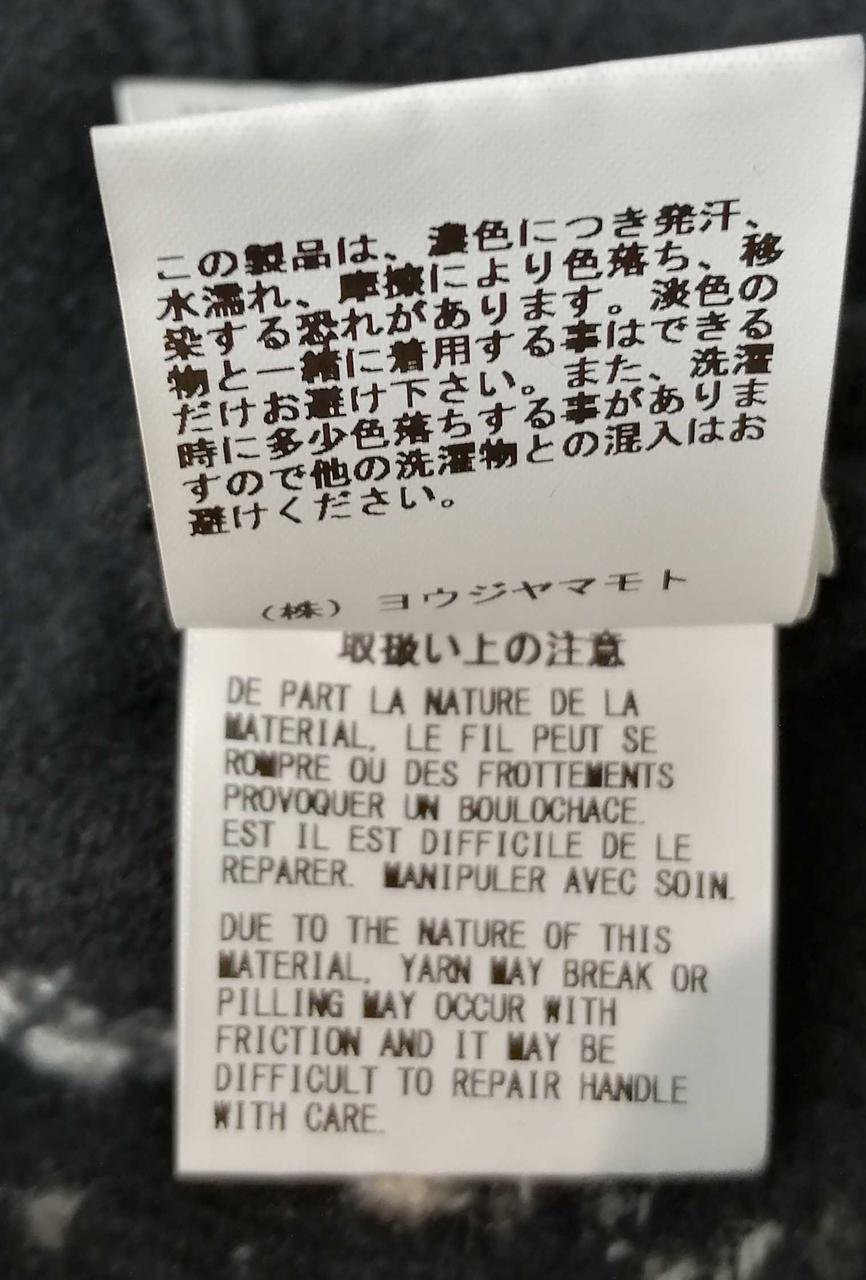 この製品は、濃色につき発汗、
水濡れ、摩擦により色落ち、移
染する恐れがあります。淡色の
物と一緒に着用する事はできる
だけお避け下さい。また、洗濯
時に多少色落ちする事がありま
すので他の洗濯物との混入はお
避けください。
(株) ヨウジヤマモト
取扱い上の注意
DE PART LA NATURE DE LA
MATERIAL, LE FIL PEUT SE
ROMPRE OU DES FROTTEMENTS
PROVOQUER UN BOULOCHACE.
EST IL EST DIFFICILE DE LE
REPARER. MANIPULER AVEC SOIN.
DUE TO THE NATURE OF THIS
MATERIAL, YARN MAY BREAK OR
PILLING MAY OCCUR WITH
FRICTION AND IT MAY BE
DIFFICULT TO REPAIR HANDLE
WITH CARE.